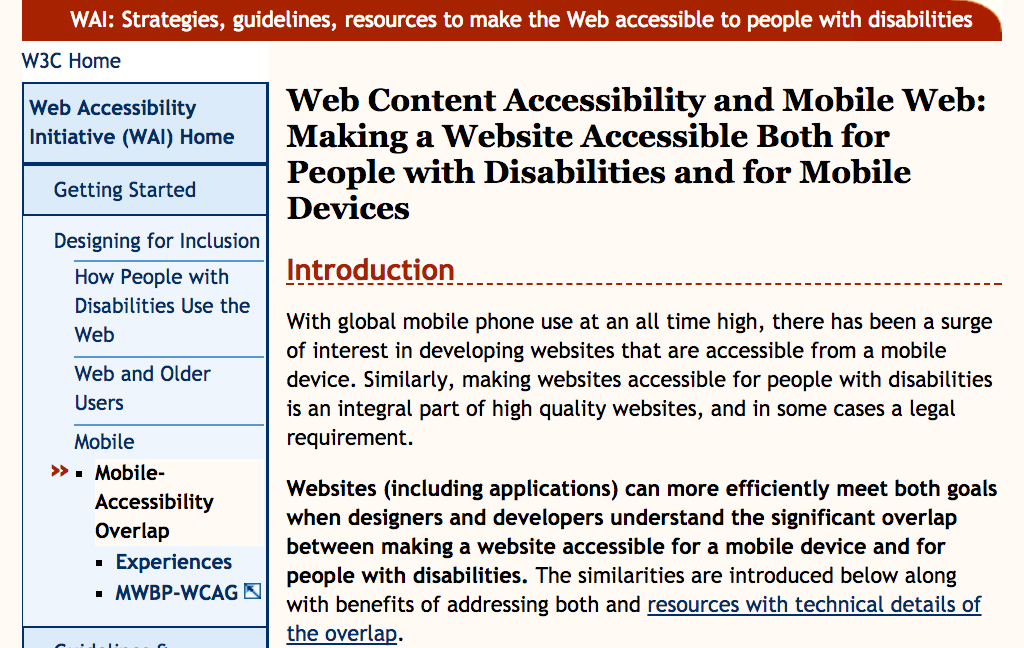 WAI: Strategies, guidelines, resources to make the Web accessible to people with disabilities
W3C Home
Web Accessibility
Initiative (WAI) Home
Getting Started
Designing for Inclusion
How People with
Disabilities Use the
Web
Web and Older
Users
Mobile
Mobile-
Accessibility
Overlap
Experiences
MWBP-WCAG
Web Content Accessibility and Mobile Web:
Making a Website Accessible Both for
People with Disabilities and for Mobile
Devices
Introduction
With global mobile phone use at an all time high, there has been a surge
of interest in developing websites that are accessible from a mobile
device. Similarly, making websites accessible for people with disabilities
is an integral part of high quality websites, and in some cases a legal
requirement.
Websites (including applications) can more efficiently meet both goals
when designers and developers understand the significant overlap
between making a website accessible for a mobile device and for
people with disabilities. The similarities are introduced below along
with benefits of addressing both and resources with technical details of
the overlap.